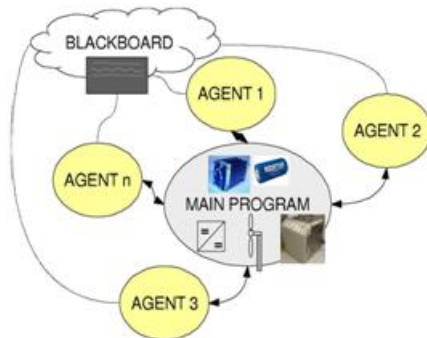 BLACKBOARD
AGENT 1
AGENT 2
AGENT n
MAIN PROGRAM
AGENT 3